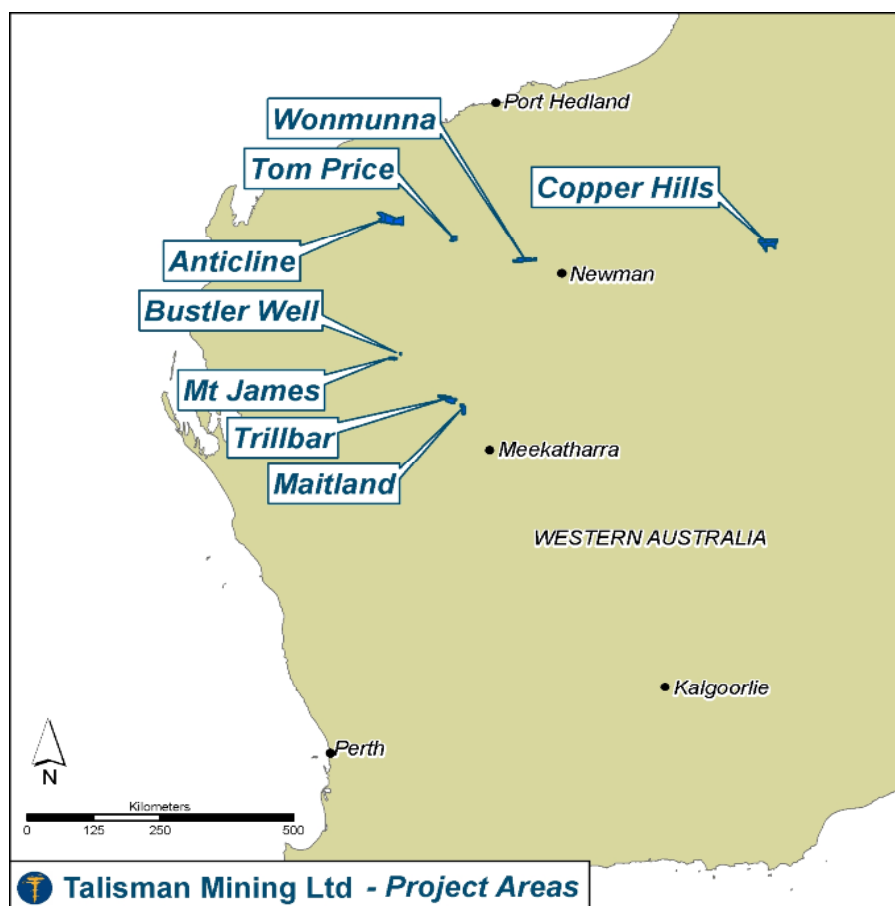 Port Hedland
Wonmunna
Tom Price
Copper Hills
Anticline
Newman
Bustler Well
Mt James
Trillbar
Meekatharra
Maitland
WESTERN AUSTRALIA
Kalgoorlie
Perth
N
Kilometers
0 125 250 500
Talisman Mining Ltd - Project Areas